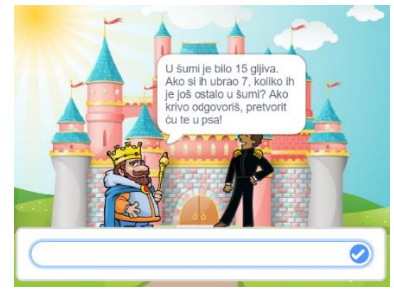 U šumi je bilo 15 gljiva.
Ako si ih ubrao 7, koliko ih
je još ostalo u šumi? Ako
krivo odgovoriš, pretvorit
ću te u psa!